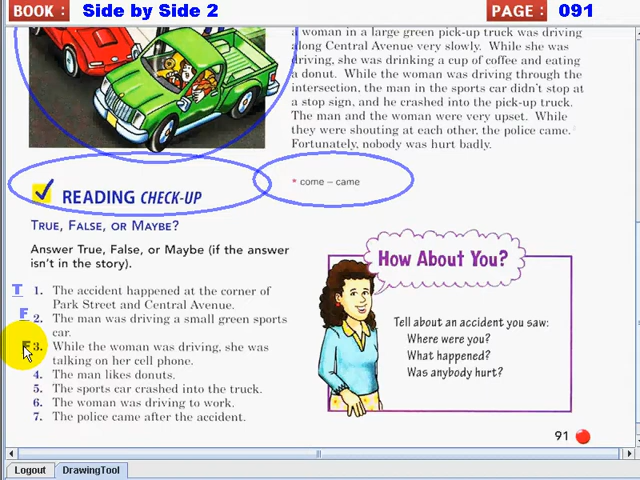 BOOK: Side by Side 2 PAGE: 091
a woman in a large green pick-up truck was driving
along Central Avenue very slowly. While she was
driving, she was drinking a cup of coffee and eating
a donut. While the woman was driving through the
intersection, the man in the sports car didn't stop at
a stop sign, and he crashed into the pick-up truck.
The man and the woman were very upset. While
they were shouting at each other, the police came.
Fortunately, nobody was hurt badly.
* come – came
READING CHECK-UP
TRUE, FALSE, OR MAYBE?
Answer True, False, or Maybe (if the answer
isn't in the story).
T 1. The accident happened at the corner of
Park Street and Central Avenue.
F 2. The man was driving a small green sports
car.
F 3. While the woman was driving, she was
talking on her cell phone.
4. The man likes donuts.
5. The sports car crashed into the truck.
6. The woman was driving to work.
7. The police came after the accident.
How About You?
Tell about an accident you saw:
Where were you?
What happened?
Was anybody hurt?
91
Logout DrawingTool